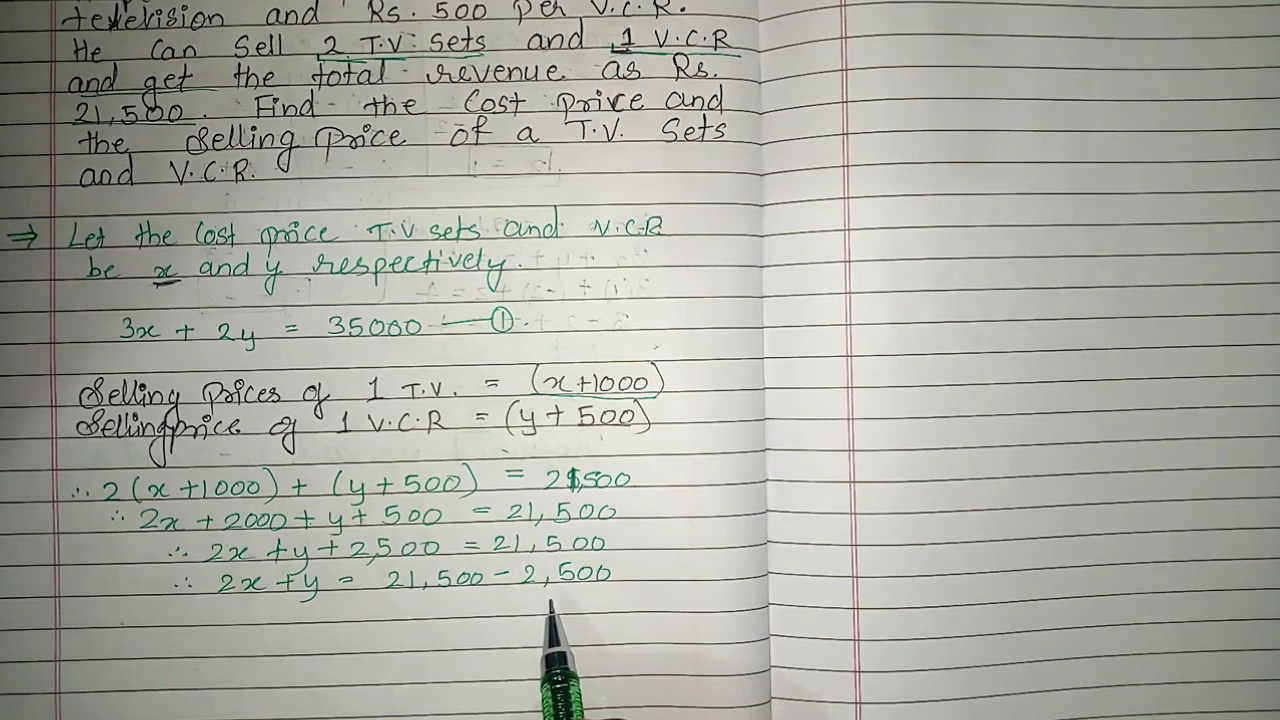 television and Rs. 500 per V.C.R.
He can sell 2 T.V. sets and 1 V.C.R
and get the total revenue as Rs.
21,500. Find the cost price and
the selling price of a T.V. sets
and V.C.R.
⇒ Let the cost price T.V sets and V.C.R
be x and y respectively.
3x + 2y = 35000 — ①.
Selling prices of 1 T.V. = (x+1000)
Selling price of 1 V.C.R = (y + 500)
∴ 2(x+1000) + (y+500) = 21,500
∴ 2x + 2000 + y + 500 = 21,500
∴ 2x + y + 2,500 = 21,500
∴ 2x + y = 21,500 - 2,500